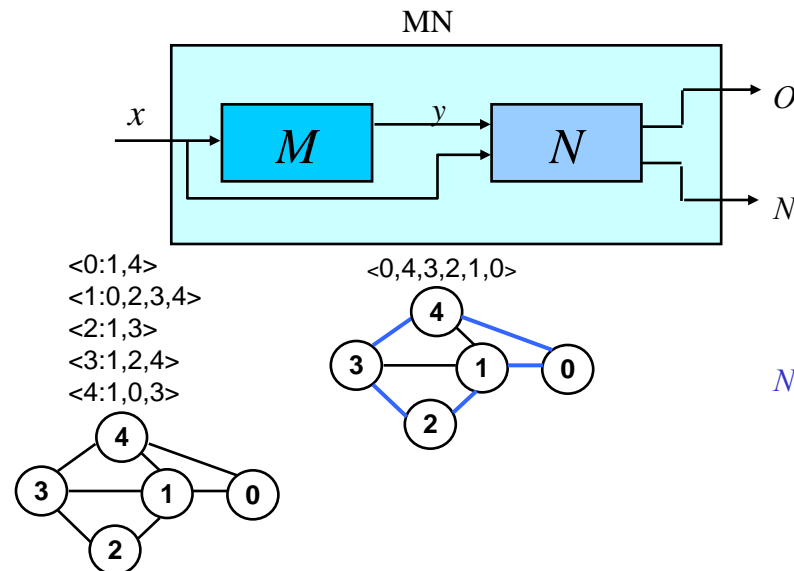 MN
x
M
y
N
O
N
<0:1,4>
<1:0,2,3,4>
<2:1,3>
<3:1,2,4>
<4:1,0,3>
<0,4,3,2,1,0>
4
3
1
0
2
N
4
3
1
0
2